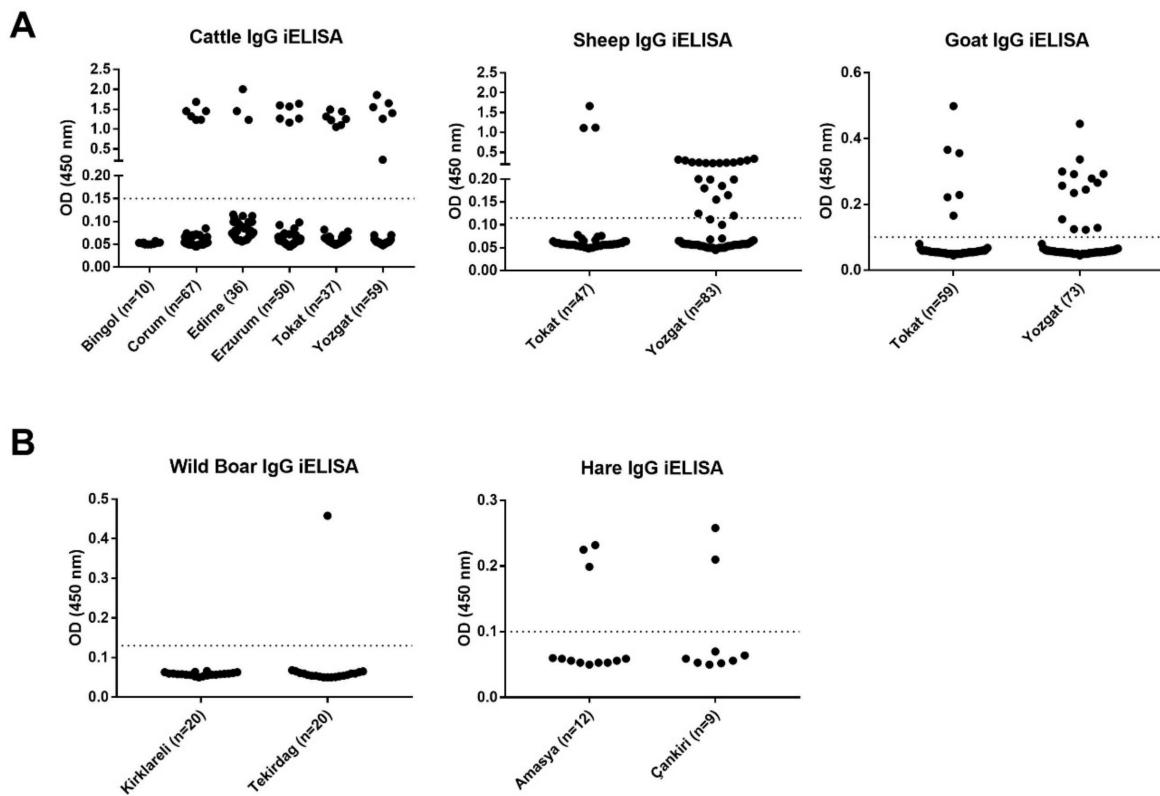 A
Cattle IgG iELISA
OD (450 nm)
2.5
2.0
1.5
1.0
0.5
0.20
0.15
0.10
0.05
0.00
Bingol (n=10)
Corum (n=67)
Edirne (36)
Erzurum (n=50)
Tokat (n=37)
Yozgat (n=59)
Sheep IgG iELISA
OD (450 nm)
2.5
2.0
1.5
1.0
0.5
0.20
0.15
0.10
0.05
0.00
Tokat (n=47)
Yozgat (n=83)
Goat IgG iELISA
OD (450 nm)
0.6
0.4
0.2
0.0
Tokat (n=59)
Yozgat (73)
B
Wild Boar IgG iELISA
OD (450 nm)
0.5
0.4
0.3
0.2
0.1
0.0
Kirklareli (n=20)
Tekirdag (n=20)
Hare IgG iELISA
OD (450 nm)
0.3
0.2
0.1
0.0
Amasya (n=12)
Çankiri (n=9)